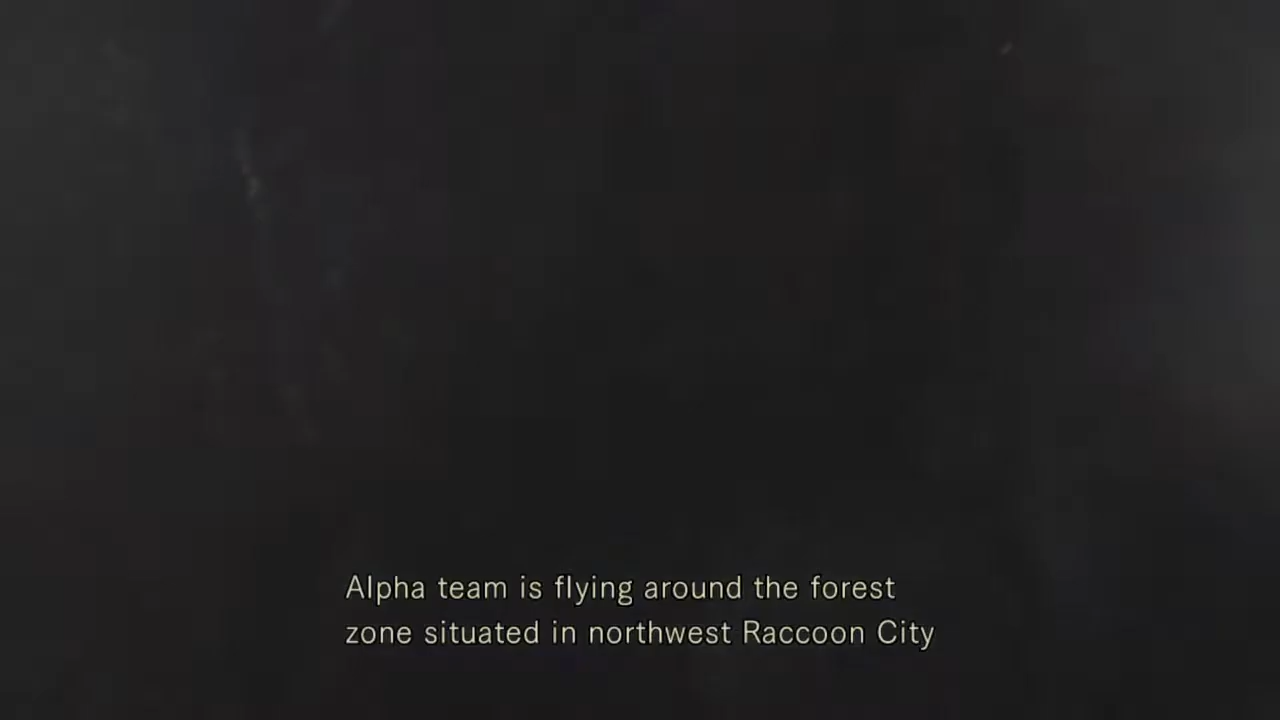 Alpha team is flying around the forest
zone situated in northwest Raccoon City